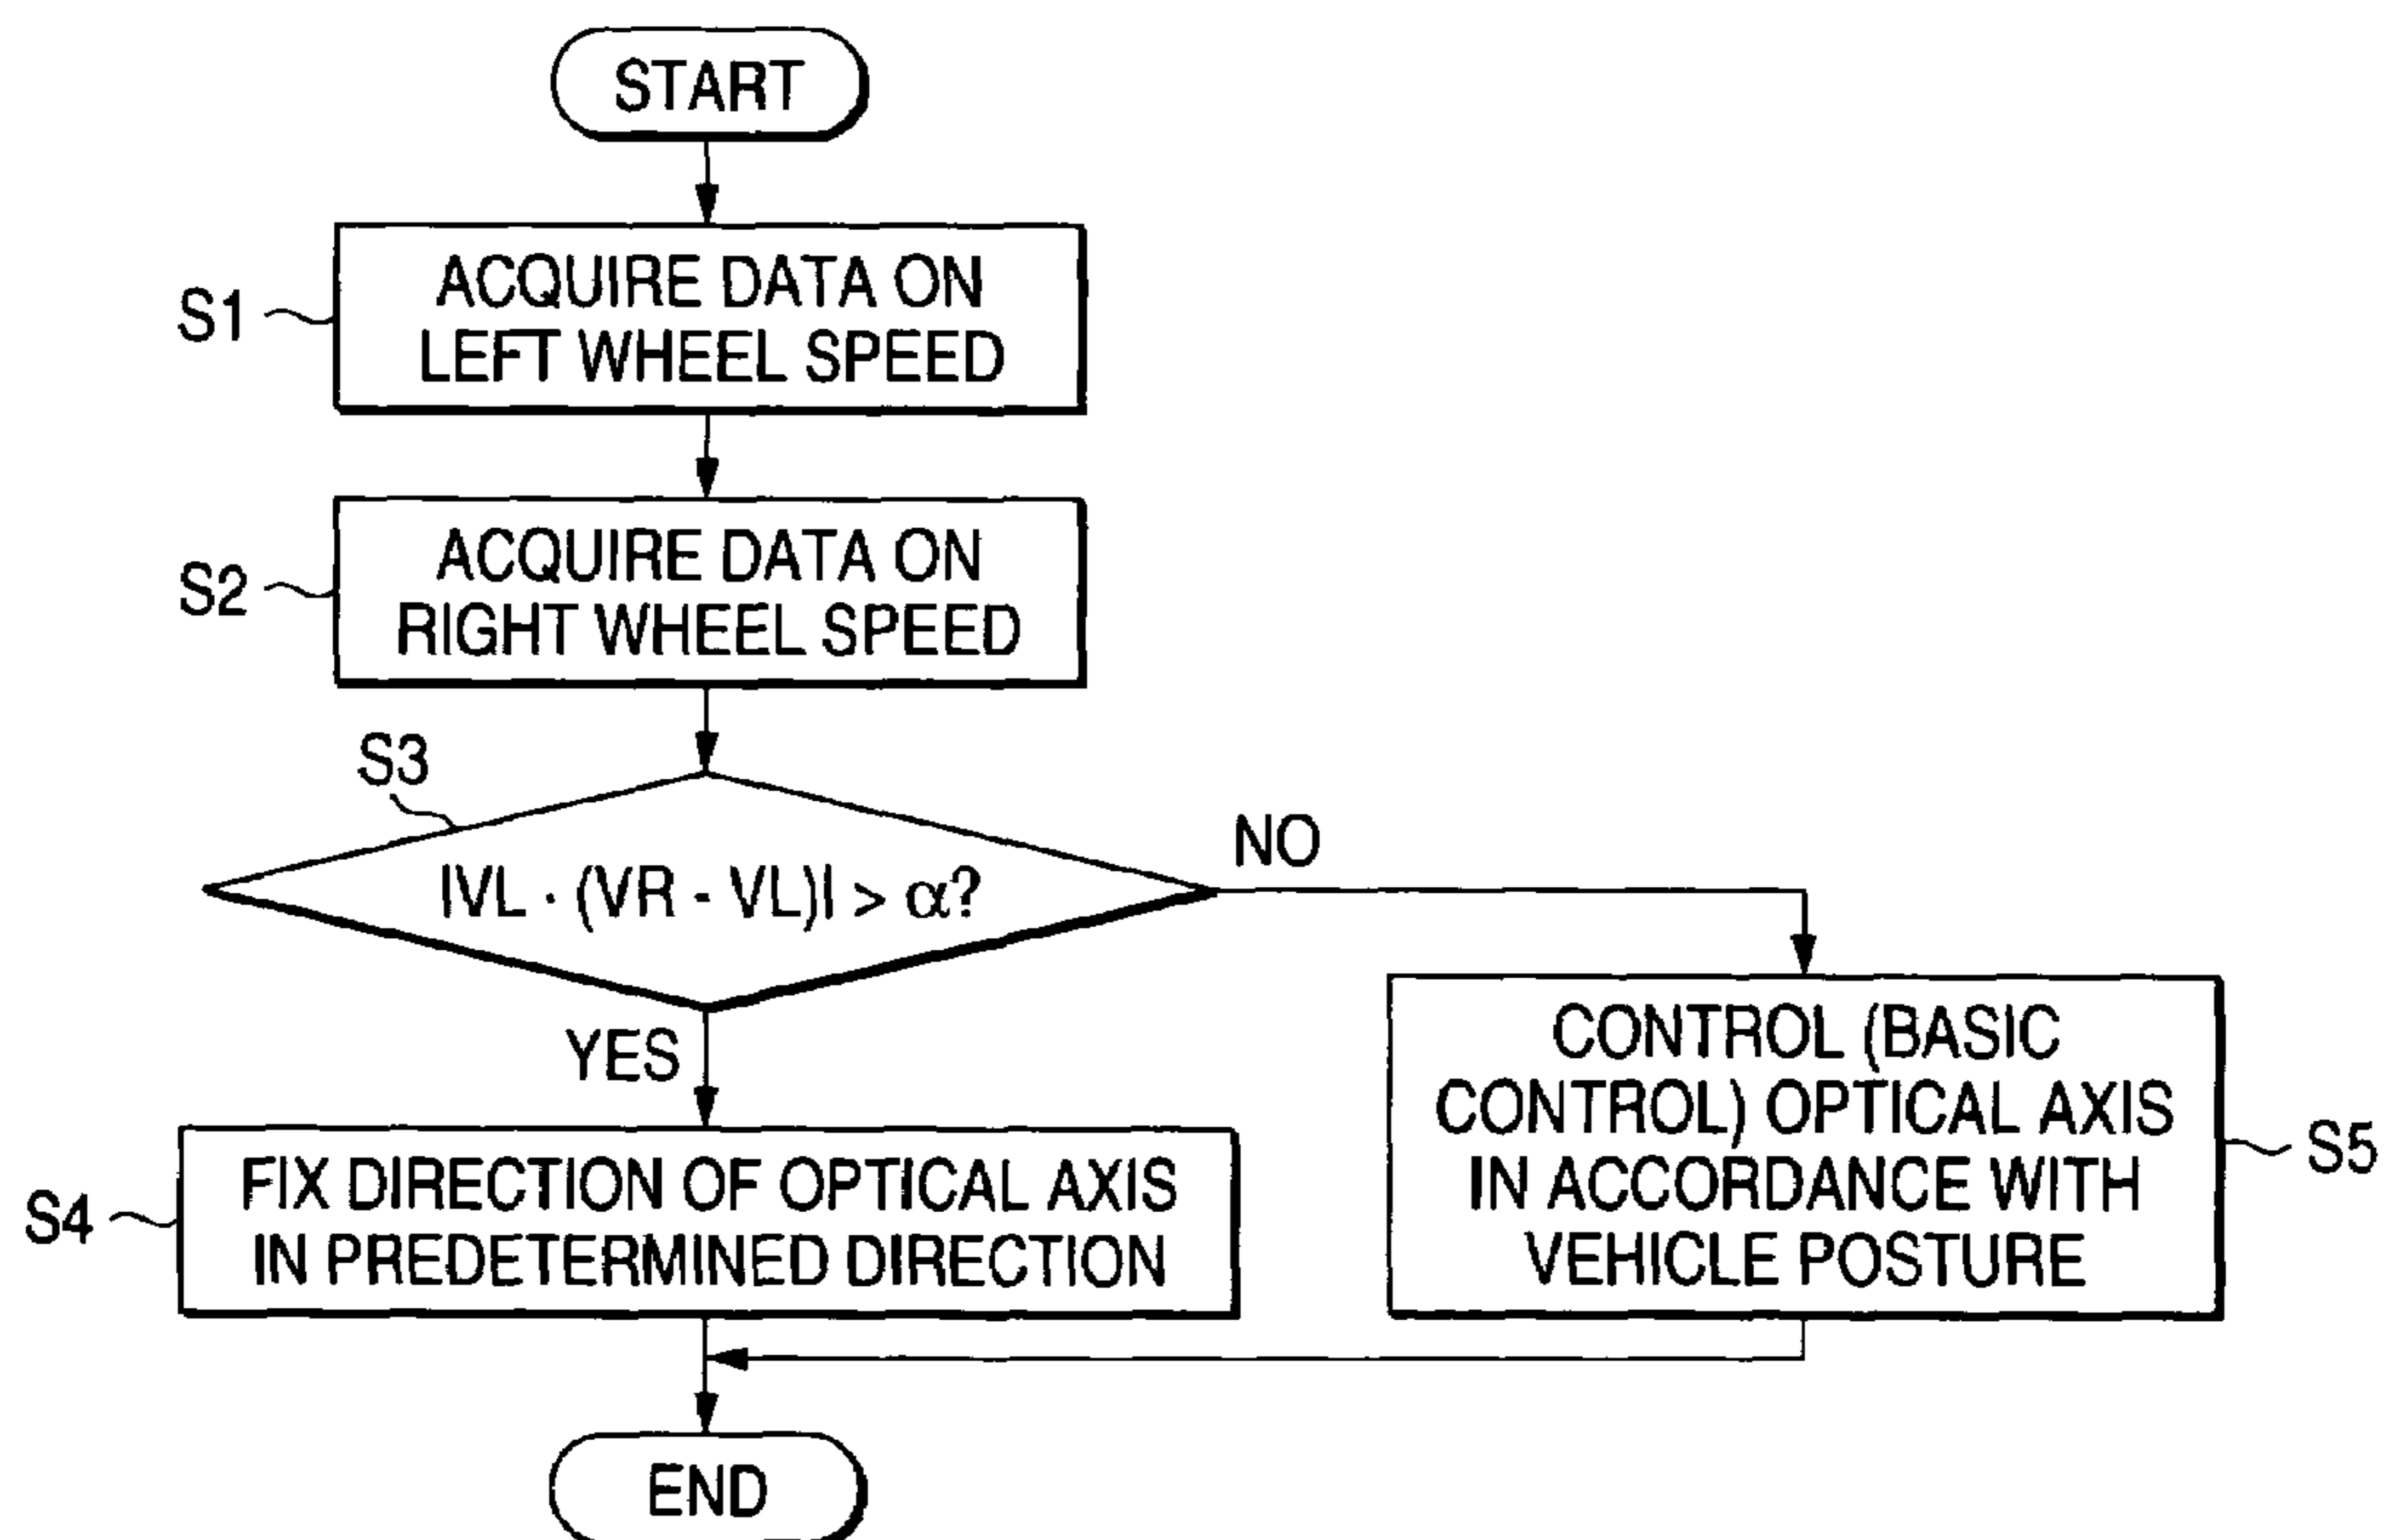 START
S1
ACQUIRE DATA ON
LEFT WHEEL SPEED
S2
ACQUIRE DATA ON
RIGHT WHEEL SPEED
S3
|VL · (VR - VL)| > α?
NO
YES
S4
FIX DIRECTION OF OPTICAL AXIS
IN PREDETERMINED DIRECTION
CONTROL (BASIC
CONTROL) OPTICAL AXIS
IN ACCORDANCE WITH
VEHICLE POSTURE
S5
END